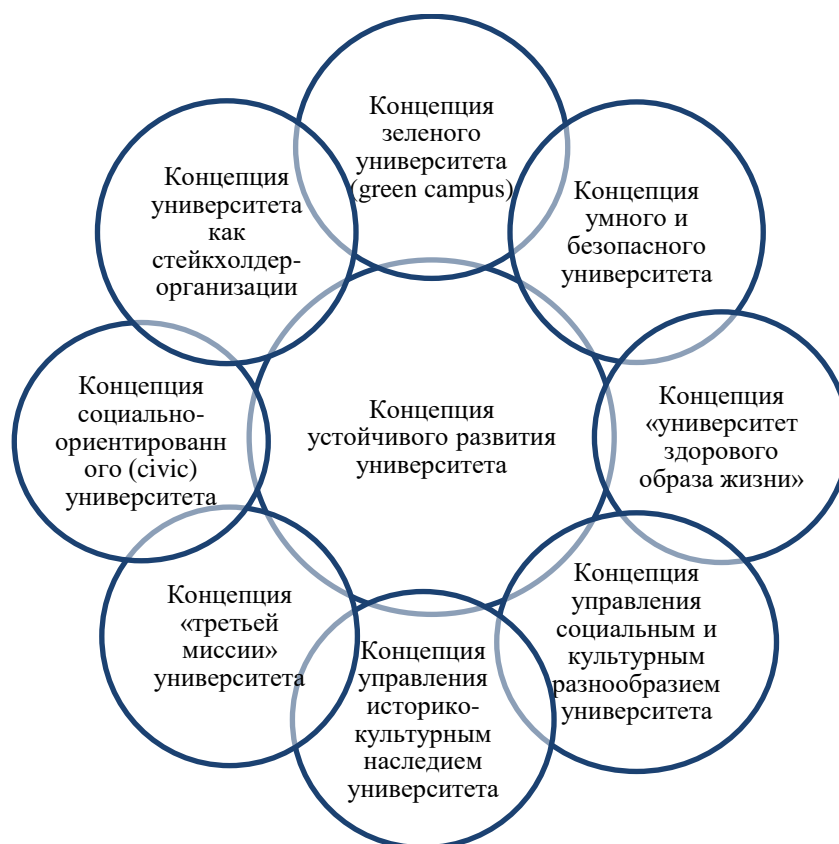 Концепция
зеленого
университета
(green campus)
Концепция
умного и
безопасного
университета
Концепция
«университет
здорового
образа жизни»
Концепция
управления
социальным и
культурным
разнообразием
университета
Концепция
управления
историко-
культурным
наследием
университета
Концепция
«третьей
миссии»
университета
Концепция
социально-
ориентированн
ого (civic)
университета
Концепция
университета
как
стейкхолдер-
организации
Концепция
устойчивого развития
университета